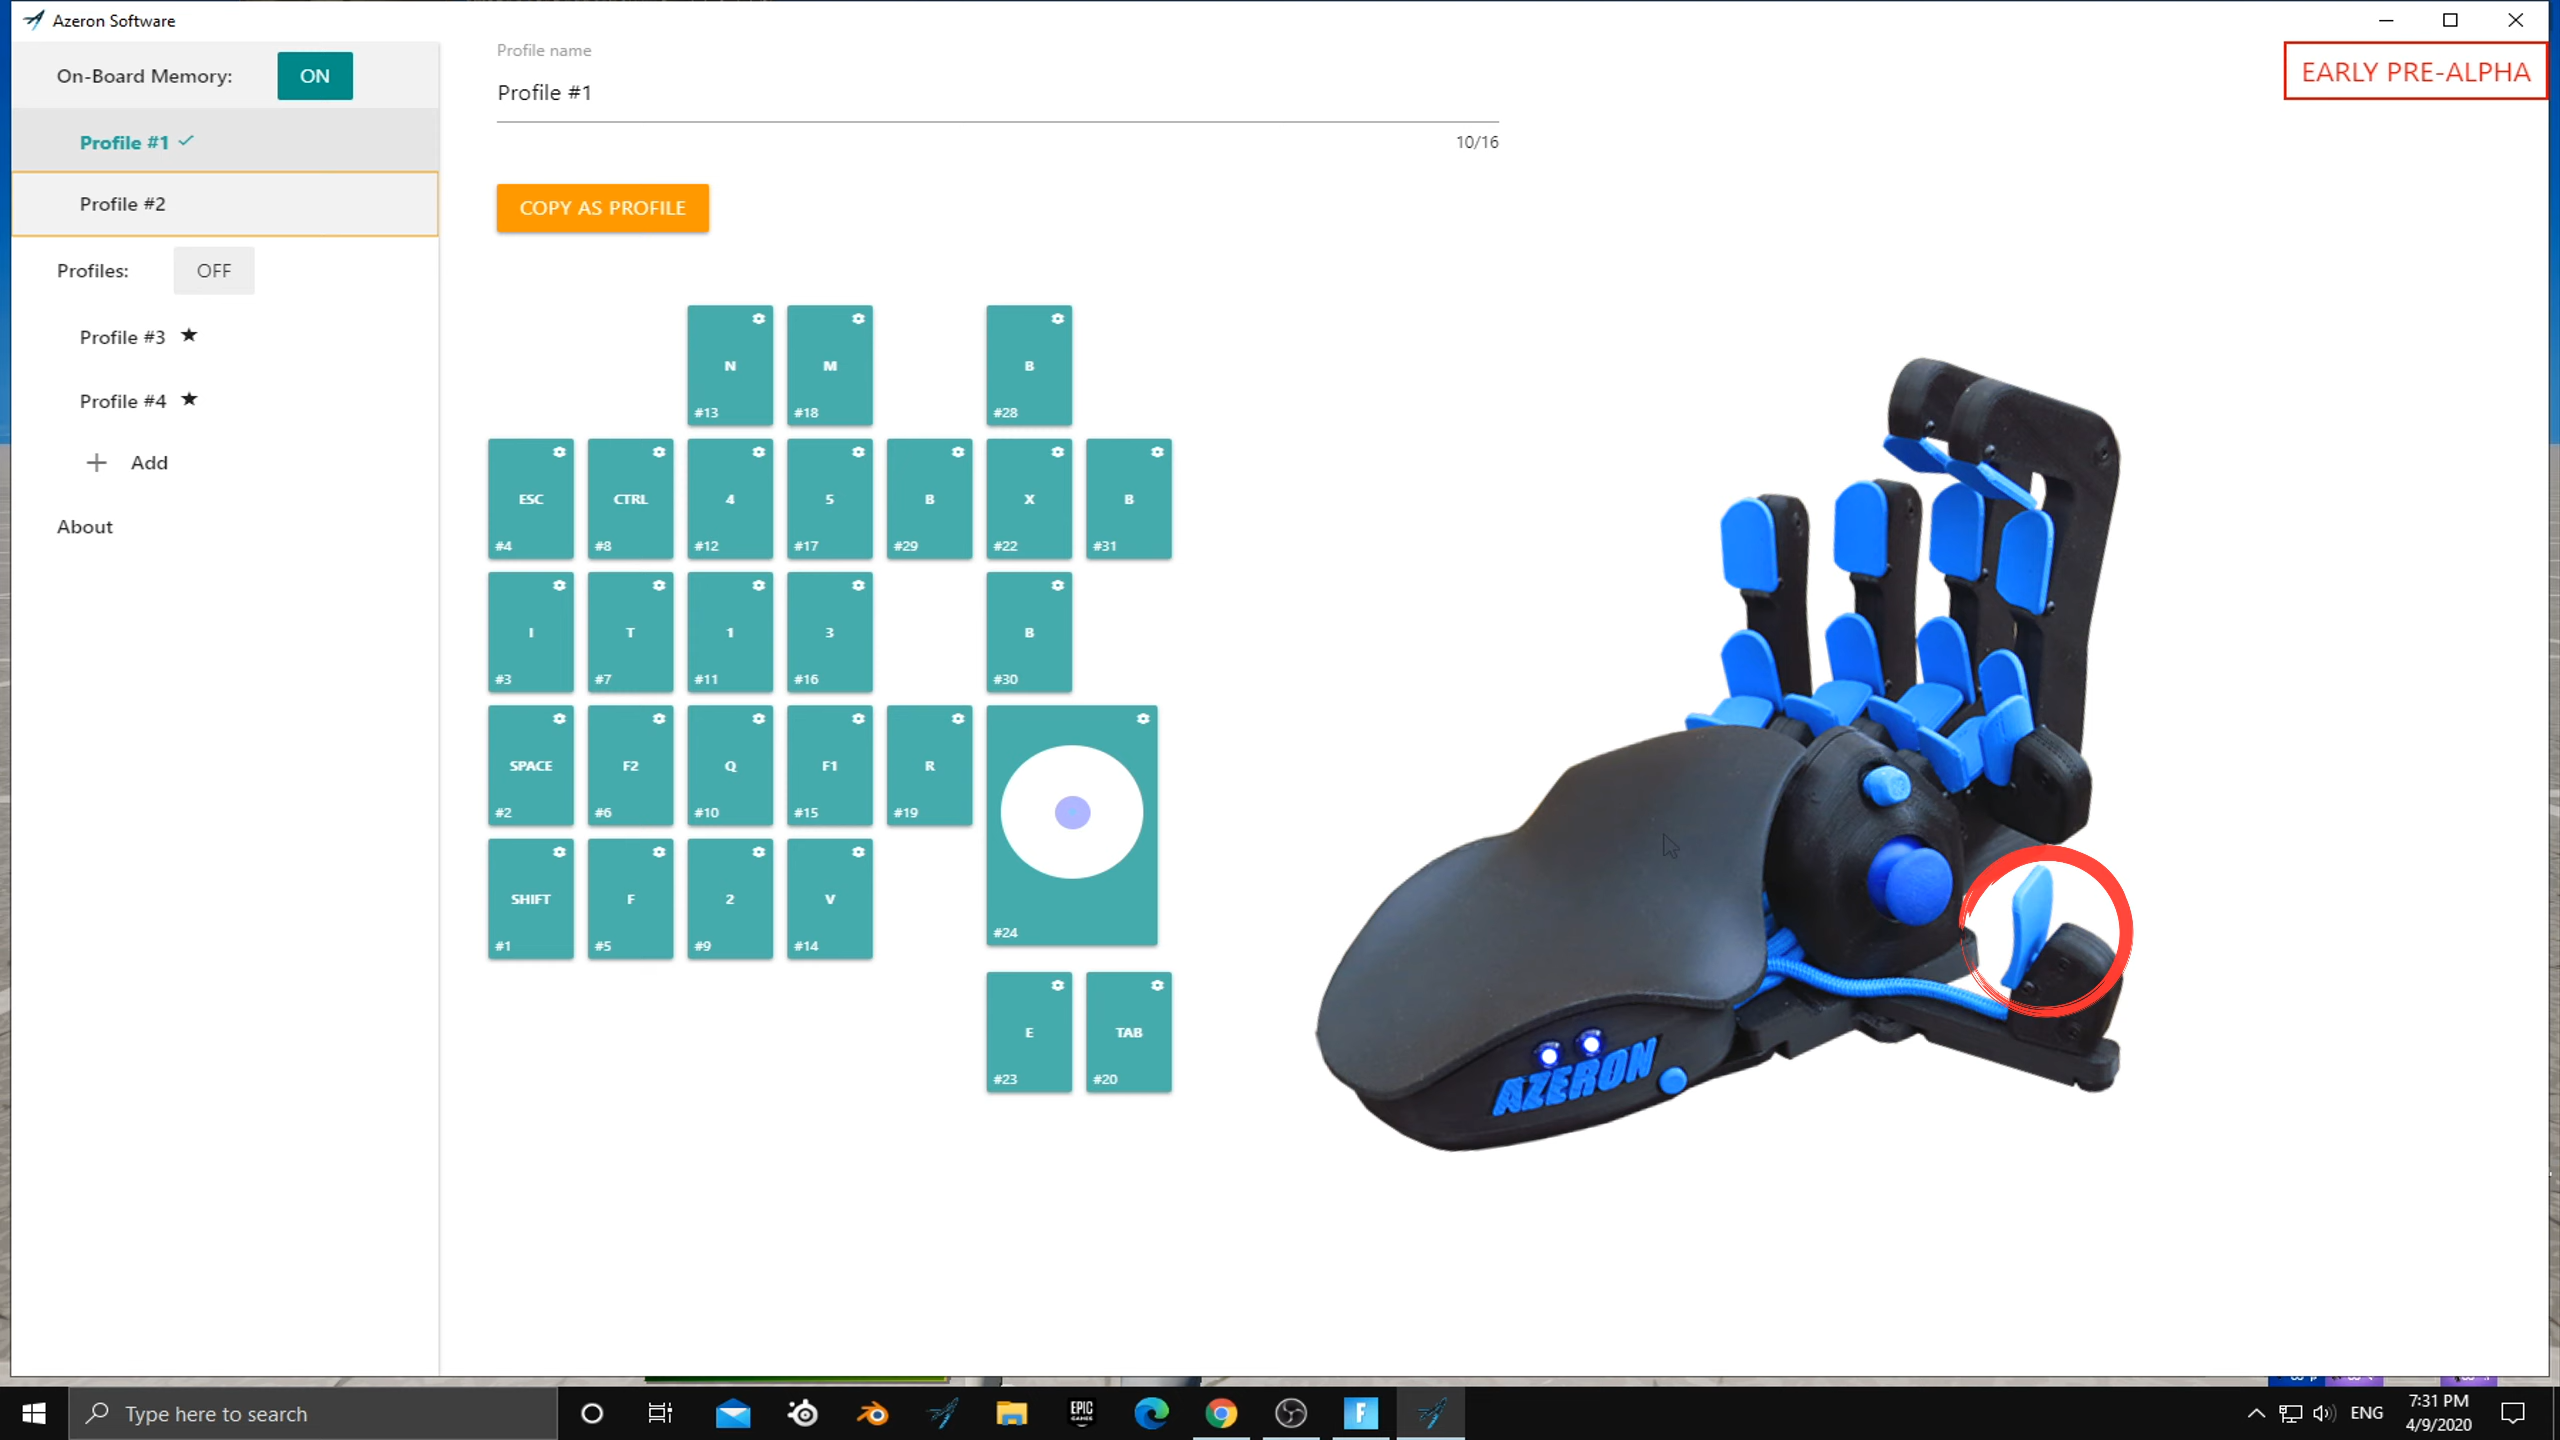 Azeron Software
On-Board Memory: ON
Profile #1
Profile #2
Profiles: OFF
Profile #3
Profile #4
Add
About
Profile name
Profile #1
10/16
EARLY PRE-ALPHA
COPY AS PROFILE
N M B
#13 #18 #28
ESC CTRL 4 5 B X B
#4 #8 #12 #17 #29 #22 #31
I T 1 3 B
#3 #7 #11 #16 #30
SPACE F2 Q F1 R
#2 #6 #10 #15 #19
SHIFT F 2 V
#1 #5 #9 #14 #24
E TAB
#23 #20
AZERON
Type here to search
EPIC
GAMES
F
ENG
7:31 PM
4/9/2020